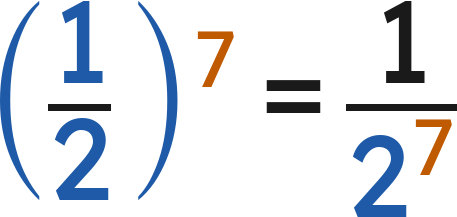 (1/2)^7 = 1/2^7